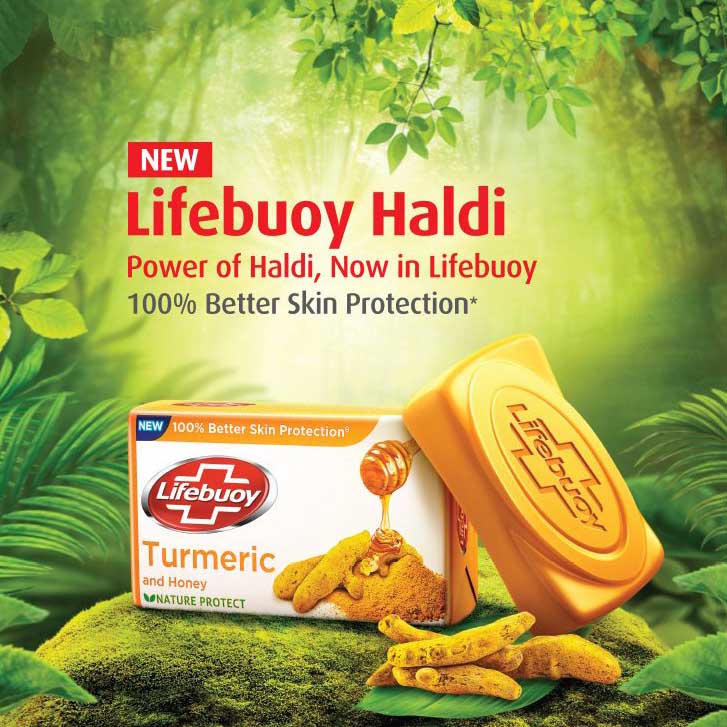 NEW
Lifebuoy Haldi
Power of Haldi, Now in Lifebuoy
100% Better Skin Protection*
NEW 100% Better Skin Protection°
Lifebuoy
Turmeric
and Honey
NATURE PROTECT
Lifebuoy